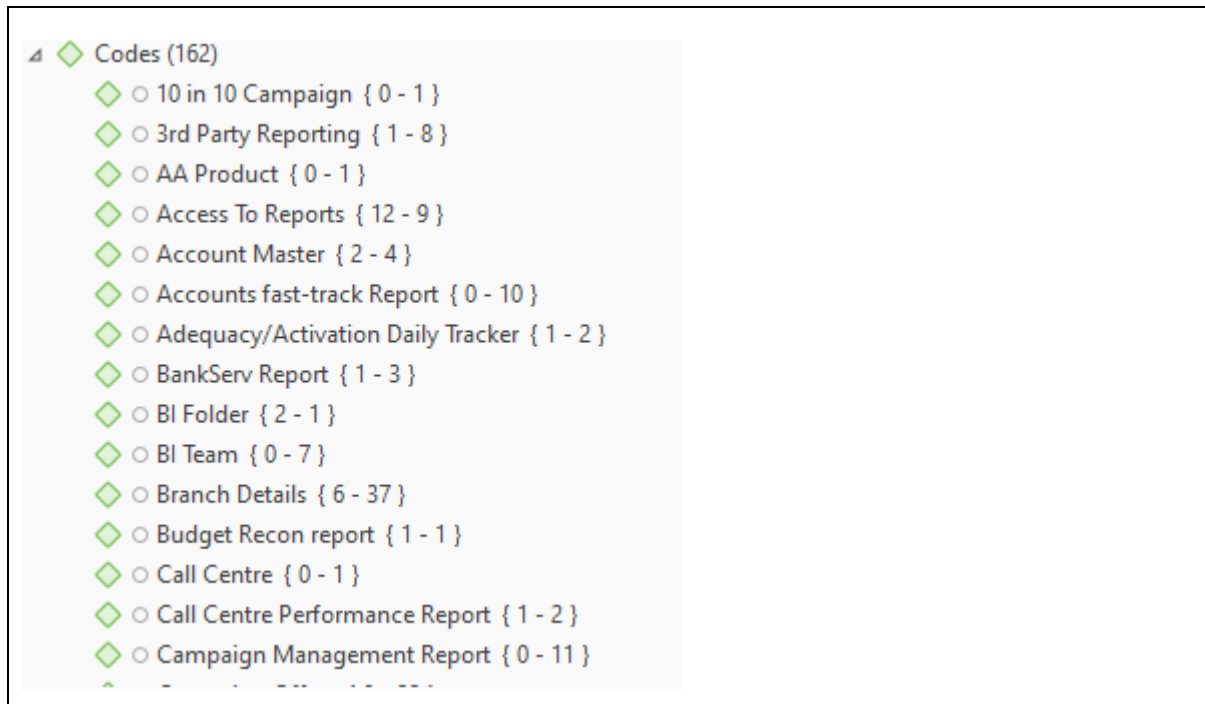 Codes (162)
10 in 10 Campaign { 0 - 1 }
3rd Party Reporting { 1 - 8 }
AA Product { 0 - 1 }
Access To Reports { 12 - 9 }
Account Master { 2 - 4 }
Accounts fast-track Report { 0 - 10 }
Adequacy/Activation Daily Tracker { 1 - 2 }
BankServ Report { 1 - 3 }
BI Folder { 2 - 1 }
BI Team { 0 - 7 }
Branch Details { 6 - 37 }
Budget Recon report { 1 - 1 }
Call Centre { 0 - 1 }
Call Centre Performance Report { 1 - 2 }
Campaign Management Report { 0 - 11 }